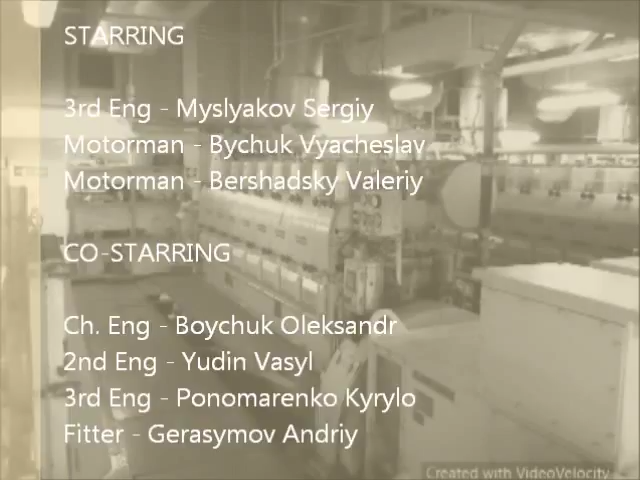 STARRING
3rd Eng - Myslyakov Sergiy
Motorman - Bychuk Vyacheslav
Motorman - Bershadsky Valeriy
CO-STARRING
Ch. Eng - Boychuk Oleksandr
2nd Eng - Yudin Vasyl
3rd Eng - Ponomarenko Kyrylo
Fitter - Gerasymov Andriy
Created with VideoVelocity